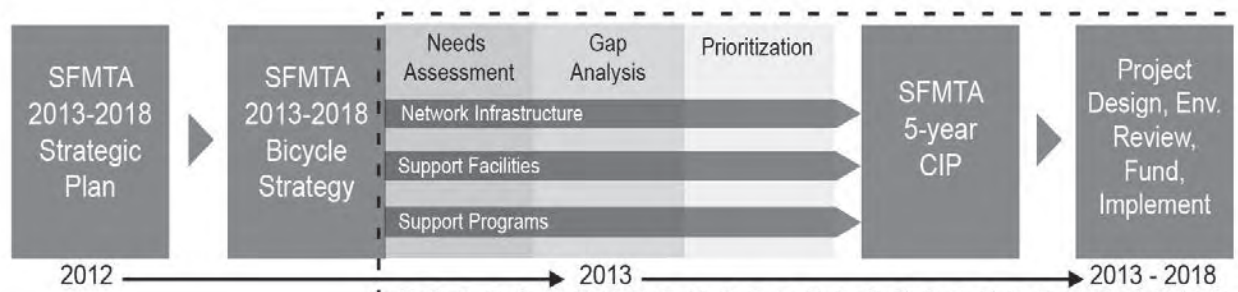 SFMTA
2013-2018
Strategic
Plan
SFMTA
2013-2018
Bicycle
Strategy
Needs
Assessment
Gap
Analysis
Prioritization
Network Infrastructure
Support Facilities
Support Programs
SFMTA
5-year
CIP
Project
Design, Env.
Review,
Fund,
Implement
2012
2013
2013 - 2018